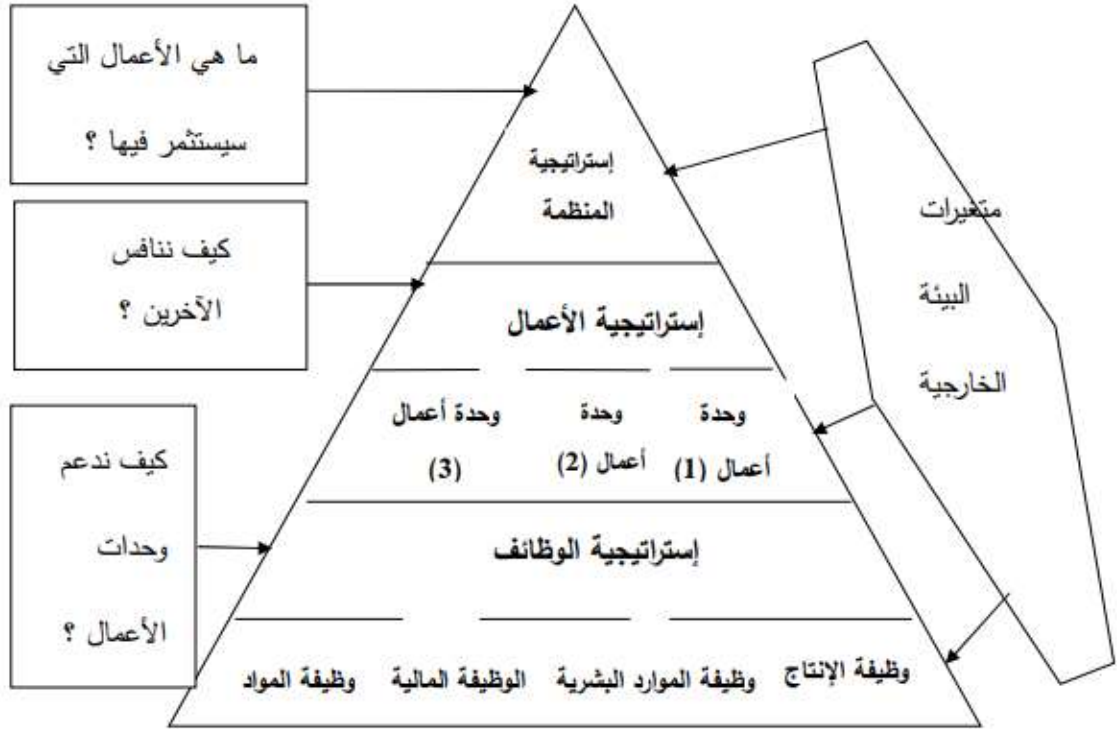 ما هي الأعمال التي
سيستثمر فيها ؟
إستراتيجية
المنظمة
متغيرات
البيئة
الخارجية
كيف ننافس
الآخرين ؟
إستراتيجية الأعمال
وحدة
أعمال (1)
وحدة
أعمال (2)
وحدة أعمال
(3)
كيف ندعم
وحدات
الأعمال ؟
إستراتيجية الوظائف
وظيفة الإنتاج
وظيفة الموارد البشرية
الوظيفة المالية
وظيفة المواد